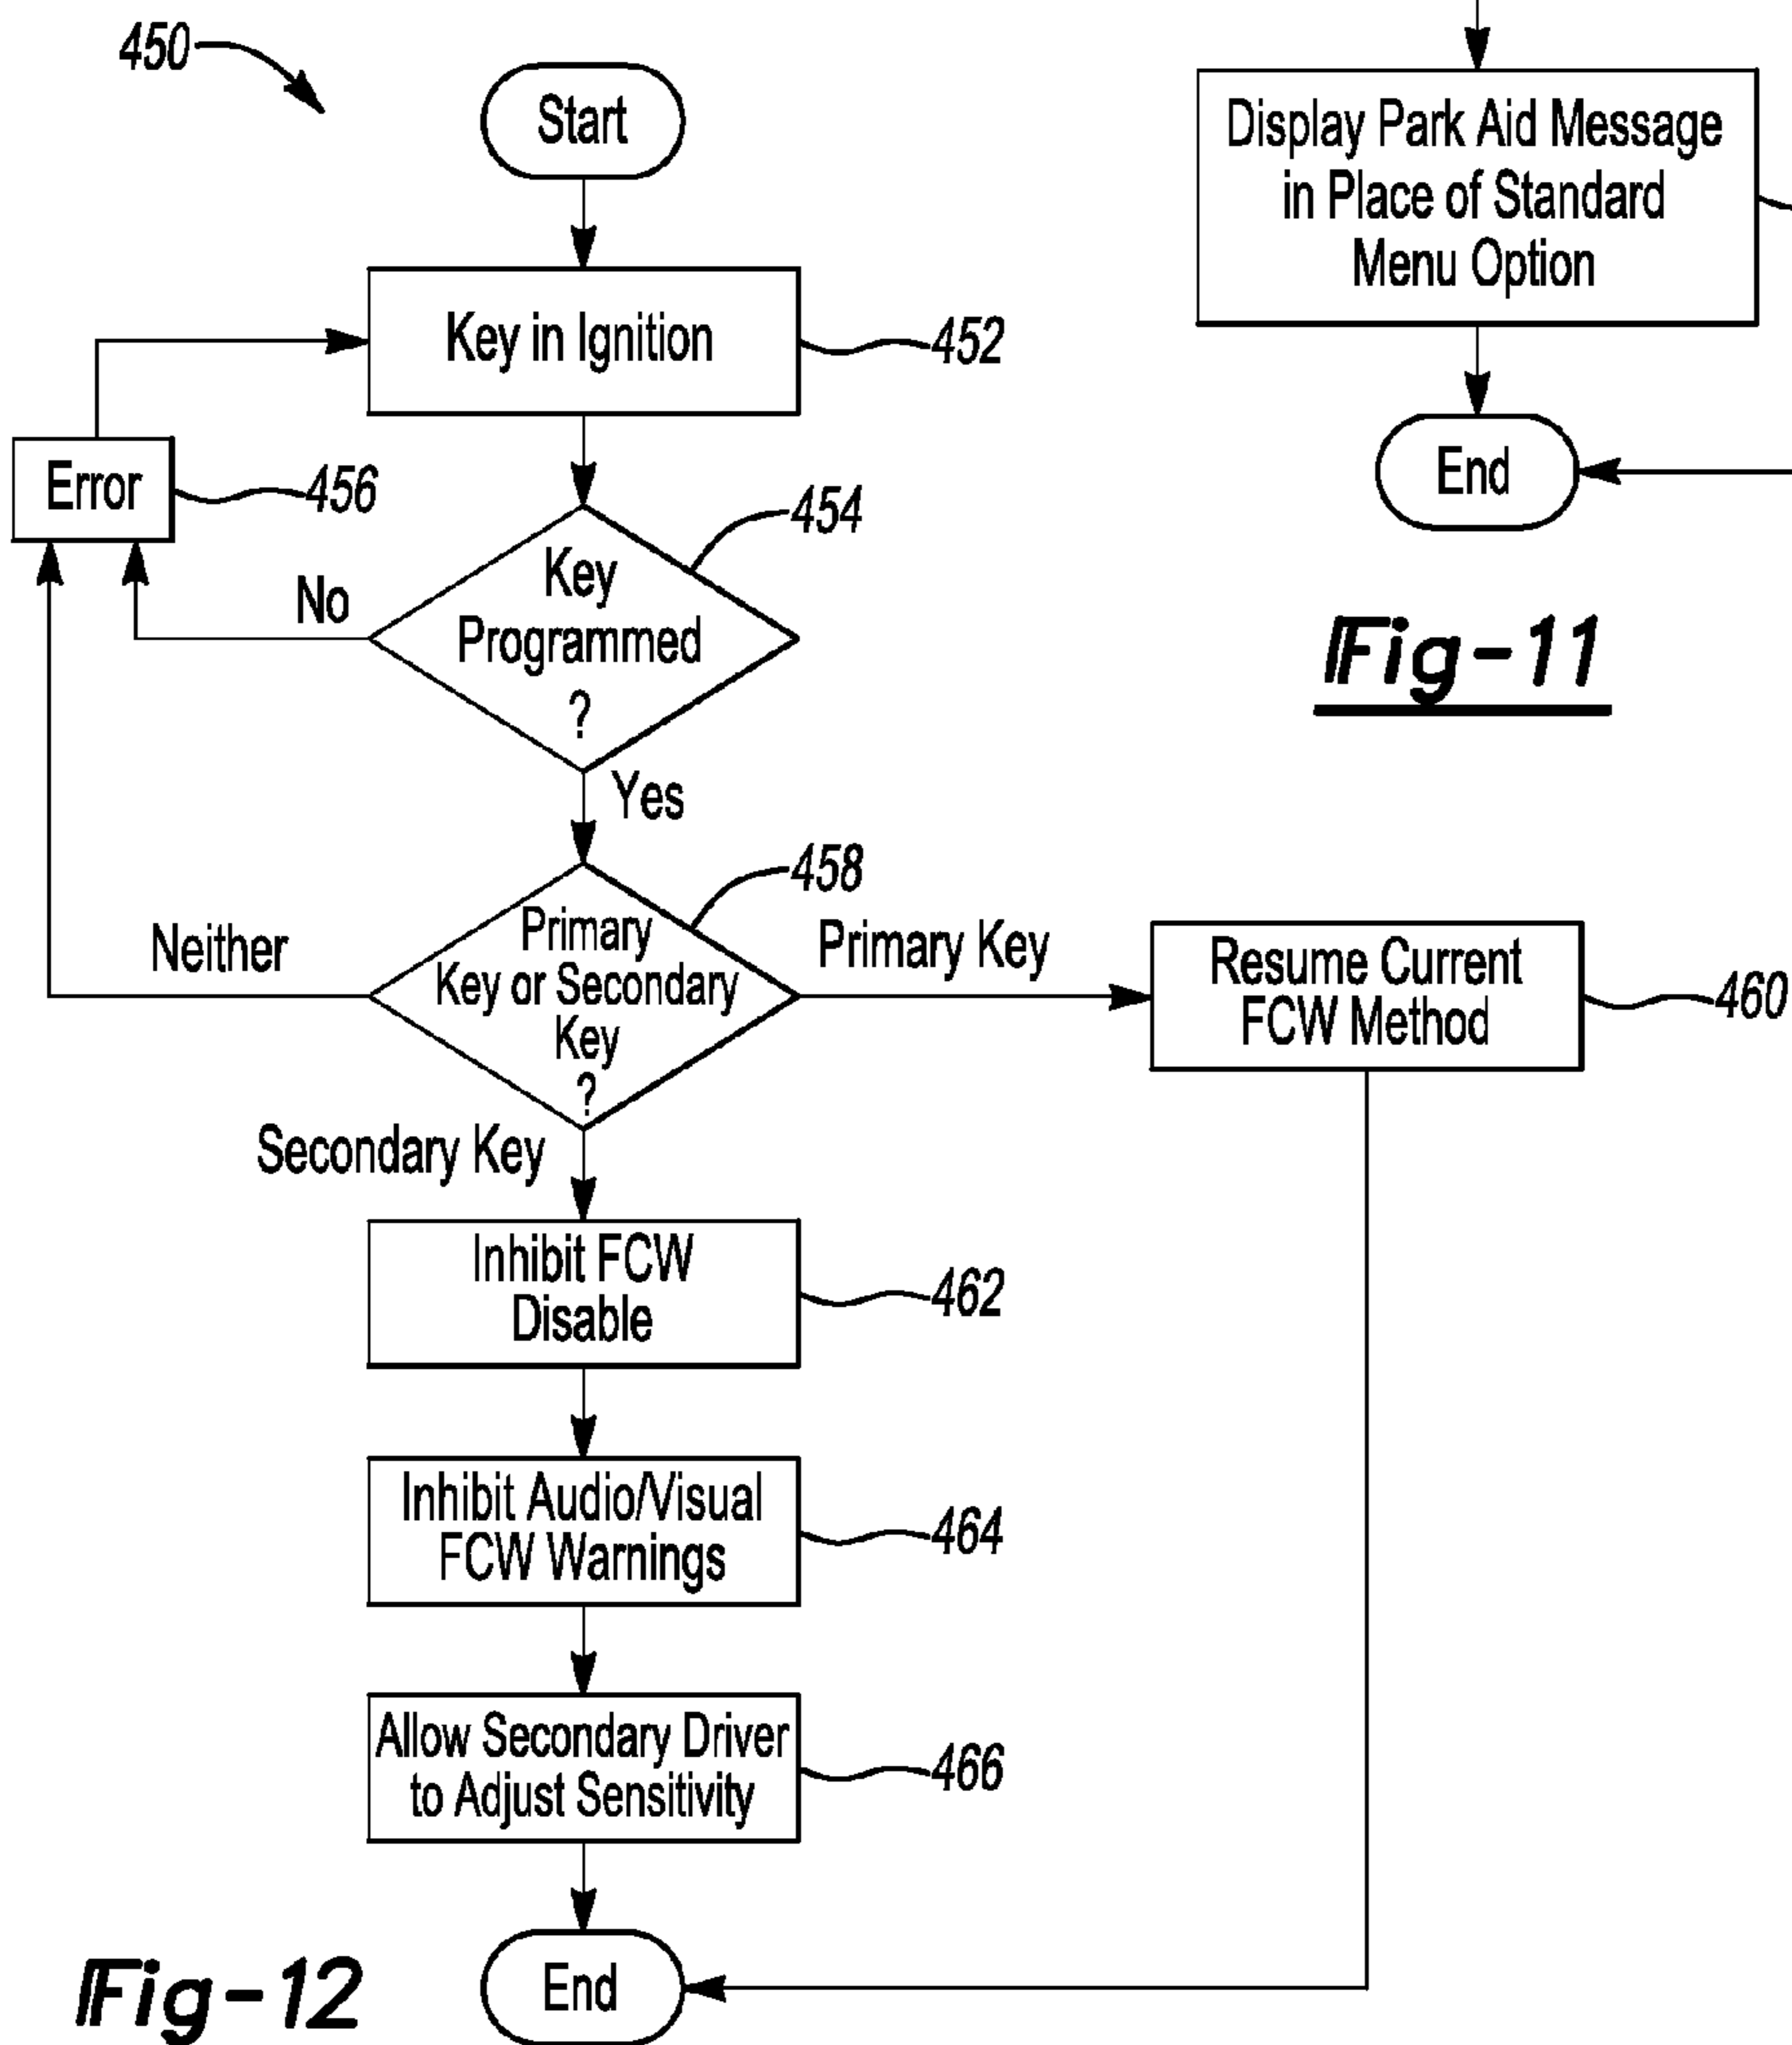 450
Start
Key in Ignition
452
Error
456
454
Key
Programmed
?
No
Yes
458
Primary
Key or Secondary
Key
?
Neither
Primary Key
Resume Current
FCW Method
460
Secondary Key
Inhibit FCW
Disable
462
Inhibit Audio/Visual
FCW Warnings
464
Allow Secondary Driver
to Adjust Sensitivity
466
End
Fig-12
Display Park Aid Message
in Place of Standard
Menu Option
End
Fig-11